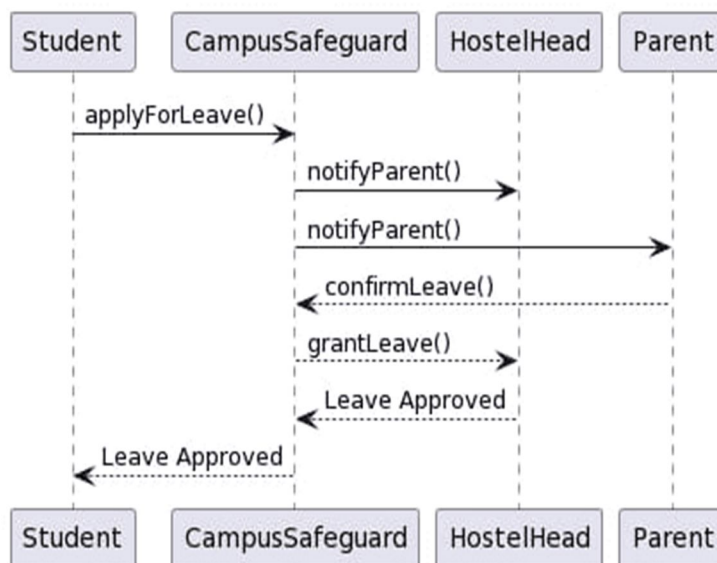 Student CampusSafeguard HostelHead Parent
applyForLeave()
notifyParent()
notifyParent()
confirmLeave()
grantLeave()
Leave Approved
Leave Approved
Student CampusSafeguard HostelHead Parent